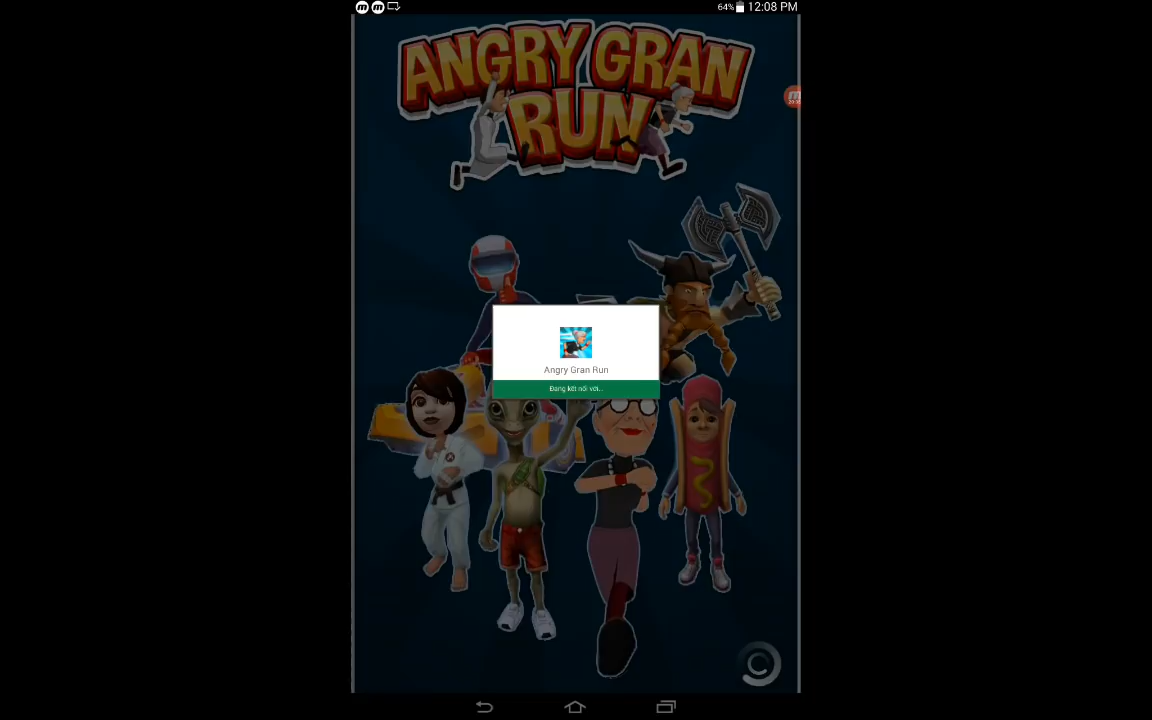 64% 12:08 PM
ANGRY GRAN
RUN
Angry Gran Run
Đang kết nối với...